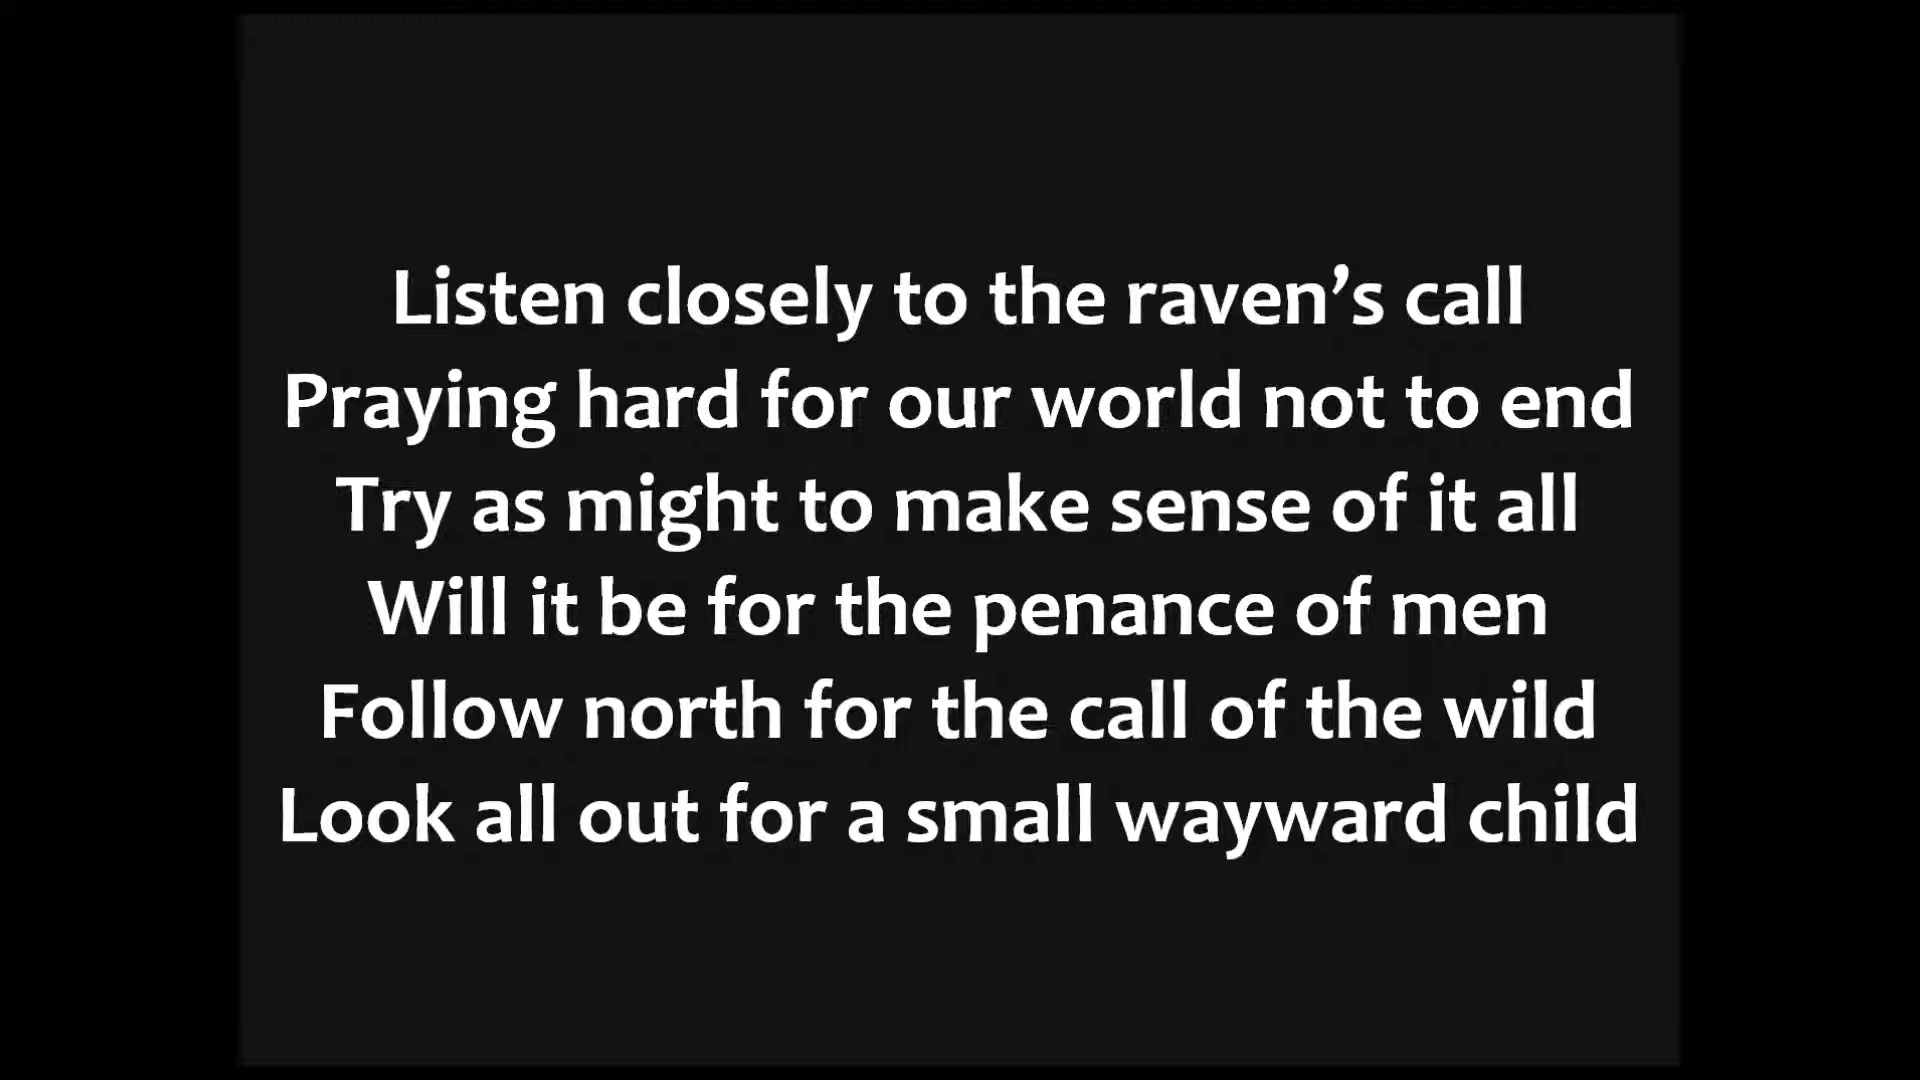 Listen closely to the raven’s call
Praying hard for our world not to end
Try as might to make sense of it all
Will it be for the penance of men
Follow north for the call of the wild
Look all out for a small wayward child